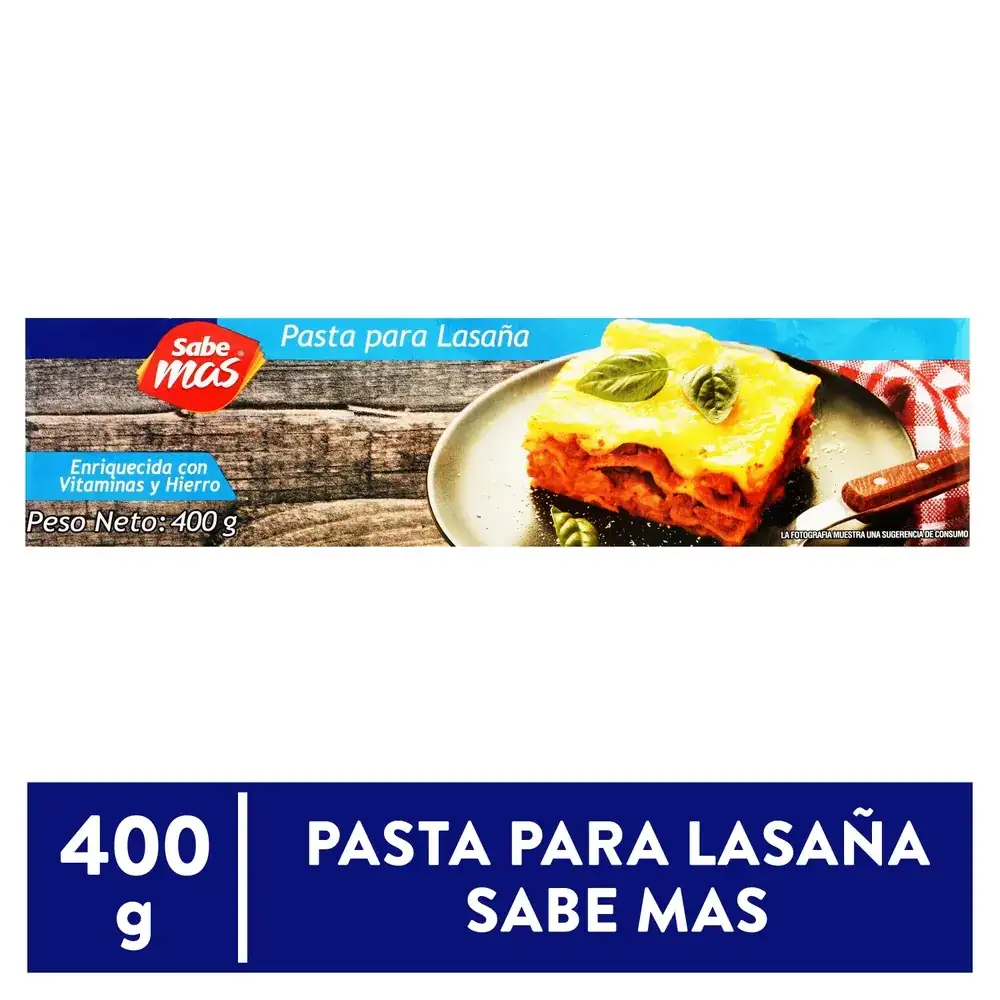 Sabe
mas
Pasta para Lasaña
Enriquecida con
Vitaminas y Hierro
Peso Neto: 400 g
LA FOTOGRAFIA MUESTRA UNA SUGERENCIA DE CONSUMO
400
g
PASTA PARA LASAÑA
SABE MAS